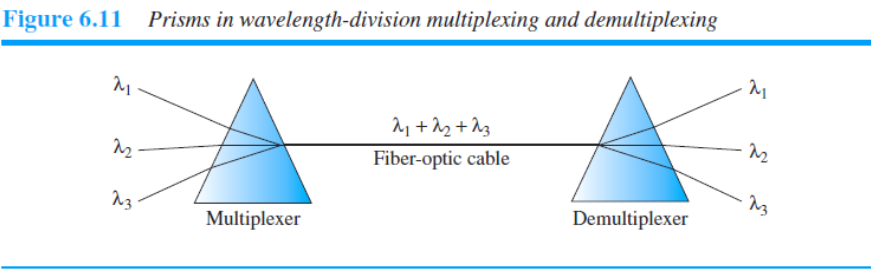 Figure 6.11 Prisms in wavelength-division multiplexing and demultiplexing
λ1
λ2
λ3
Multiplexer
λ1 + λ2 + λ3
Fiber-optic cable
Demultiplexer
λ1
λ2
λ3